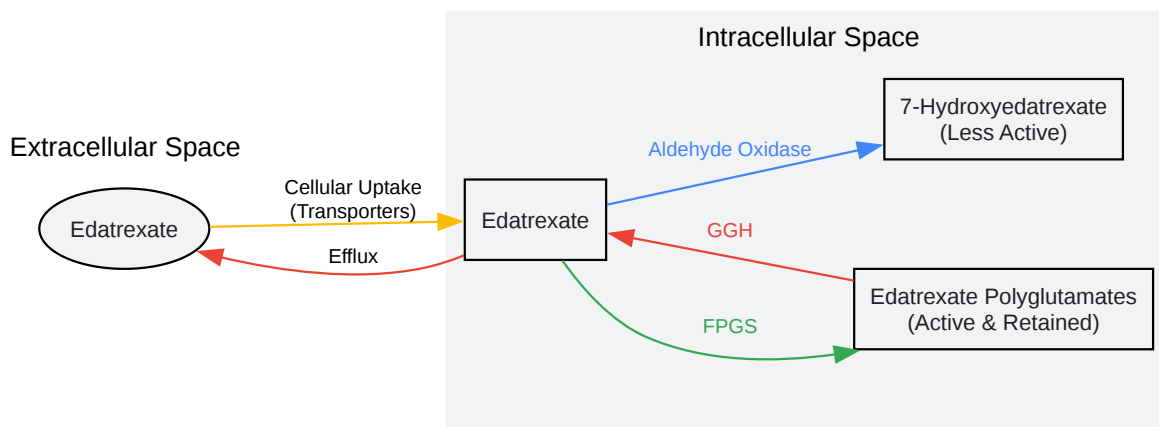 Intracellular Space
7-Hydroxyedatrexate
(Less Active)
Extracellular Space
Aldehyde Oxidase
Cellular Uptake
(Transporters)
Edatrexate
Edatrexate
GGH
Efflux
Edatrexate Polyglutamates
(Active & Retained)
FPGS